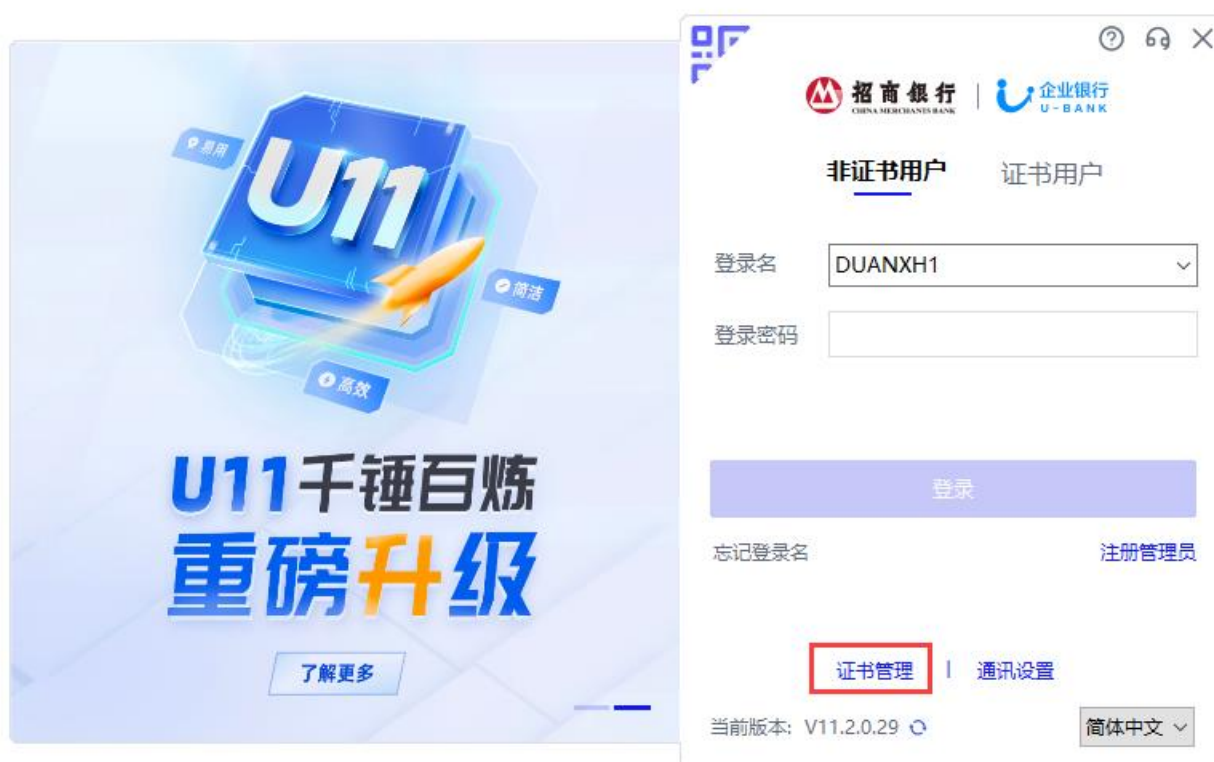 易用
U11
简洁
高效
U11千锤百炼
重磅升级
了解更多
招商银行
CHINA MERCHANTS BANK
企业银行
U-BANK
非证书用户 证书用户
登录名 DUANXH1
登录密码
登录
忘记登录名 注册管理员
证书管理 | 通讯设置
当前版本: V11.2.0.29 简体中文